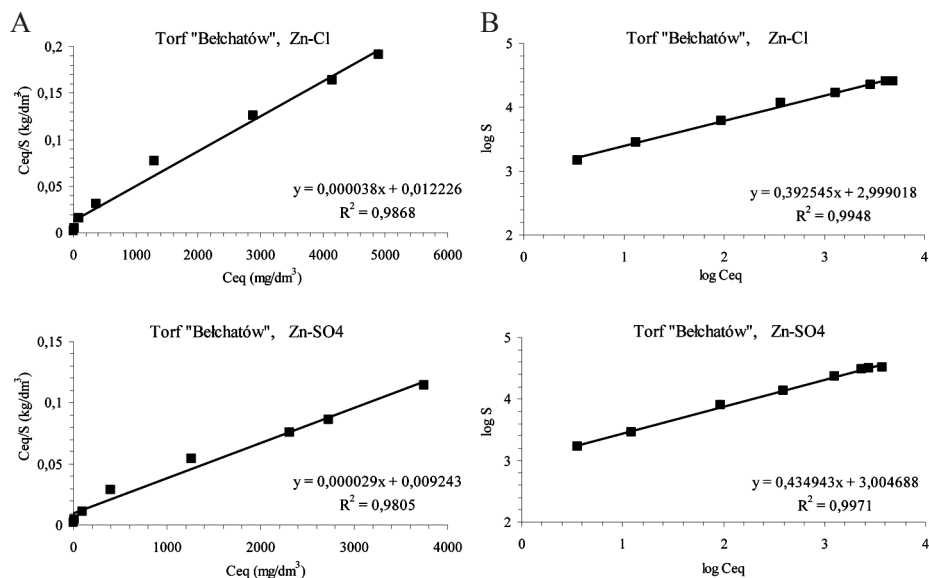 A
Torf "Bełchatów", Zn-Cl
Ceq/S (kg/dm³)
0,2
0,15
0,1
0,05
0
y = 0,000038x + 0,012226
R² = 0,9868
0 1000 2000 3000 4000 5000 6000
Ceq (mg/dm³)
B
Torf "Bełchatów", Zn-Cl
log S
5
4
3
2
y = 0,392545x + 2,999018
R² = 0,9948
0 1 2 3 4
log Ceq
Torf "Bełchatów", Zn-SO4
Ceq/S (kg/dm³)
0,15
0,1
0,05
0
y = 0,000029x + 0,009243
R² = 0,9805
0 1000 2000 3000 4000
Ceq (mg/dm³)
Torf "Bełchatów", Zn-SO4
log S
5
4
3
2
y = 0,434943x + 3,004688
R² = 0,9971
0 1 2 3 4
log Ceq